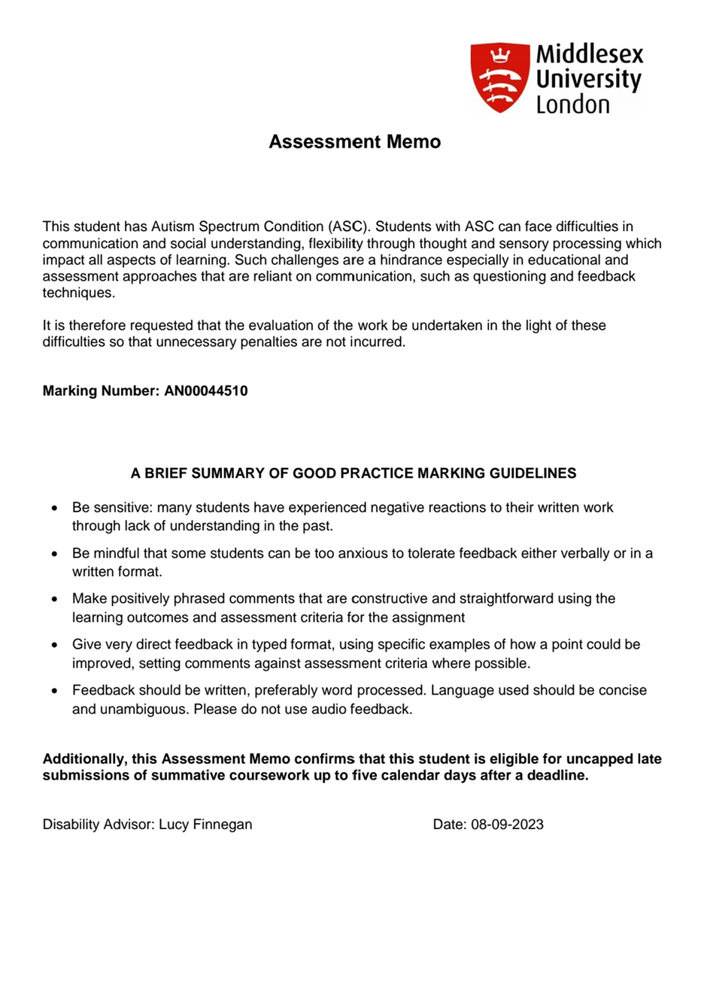 Middlesex
University
London
Assessment Memo
This student has Autism Spectrum Condition (ASC). Students with ASC can face difficulties in
communication and social understanding, flexibility through thought and sensory processing which
impact all aspects of learning. Such challenges are a hindrance especially in educational and
assessment approaches that are reliant on communication, such as questioning and feedback
techniques.
It is therefore requested that the evaluation of the work be undertaken in the light of these
difficulties so that unnecessary penalties are not incurred.
Marking Number: AN00044510
A BRIEF SUMMARY OF GOOD PRACTICE MARKING GUIDELINES
• Be sensitive: many students have experienced negative reactions to their written work
through lack of understanding in the past.
• Be mindful that some students can be too anxious to tolerate feedback either verbally or in a
written format.
• Make positively phrased comments that are constructive and straightforward using the
learning outcomes and assessment criteria for the assignment
• Give very direct feedback in typed format, using specific examples of how a point could be
improved, setting comments against assessment criteria where possible.
• Feedback should be written, preferably word processed. Language used should be concise
and unambiguous. Please do not use audio feedback.
Additionally, this Assessment Memo confirms that this student is eligible for uncapped late
submissions of summative coursework up to five calendar days after a deadline.
Disability Advisor: Lucy Finnegan Date: 08-09-2023